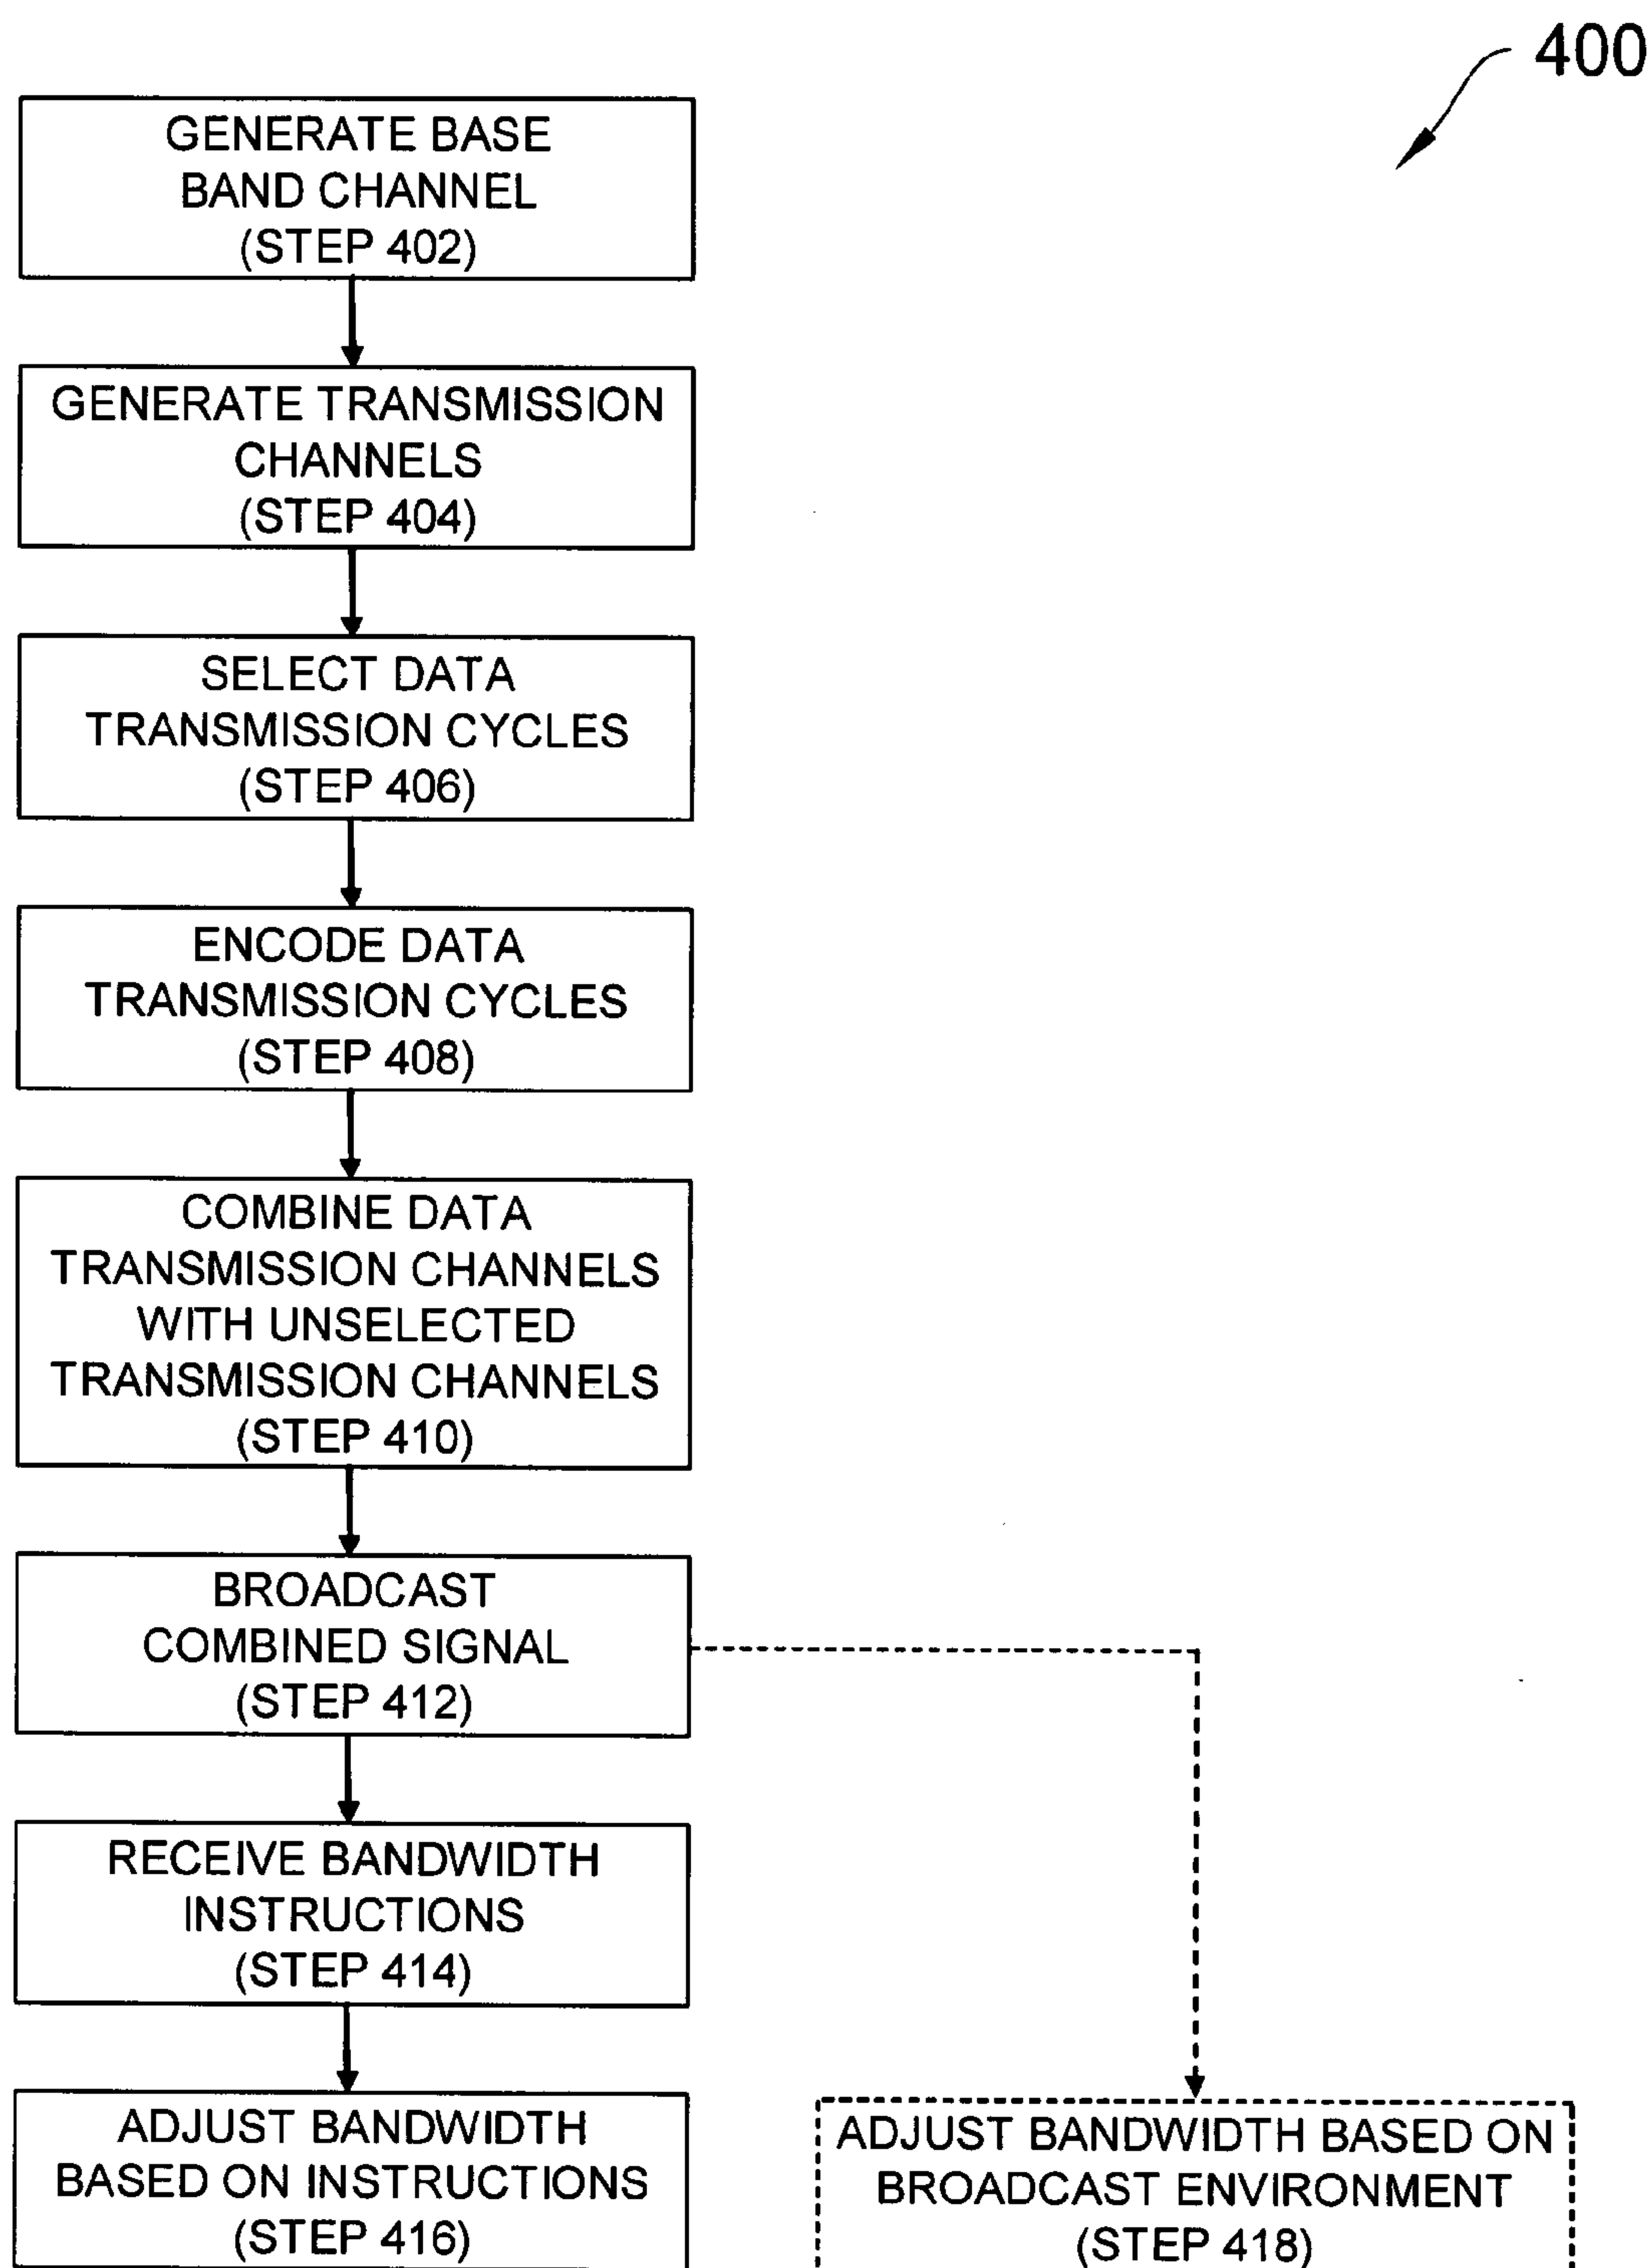 400
GENERATE BASE
BAND CHANNEL
(STEP 402)
GENERATE TRANSMISSION
CHANNELS
(STEP 404)
SELECT DATA
TRANSMISSION CYCLES
(STEP 406)
ENCODE DATA
TRANSMISSION CYCLES
(STEP 408)
COMBINE DATA
TRANSMISSION CHANNELS
WITH UNSELECTED
TRANSMISSION CHANNELS
(STEP 410)
BROADCAST
COMBINED SIGNAL
(STEP 412)
RECEIVE BANDWIDTH
INSTRUCTIONS
(STEP 414)
ADJUST BANDWIDTH
BASED ON INSTRUCTIONS
(STEP 416)
ADJUST BANDWIDTH BASED ON
BROADCAST ENVIRONMENT
(STEP 418)